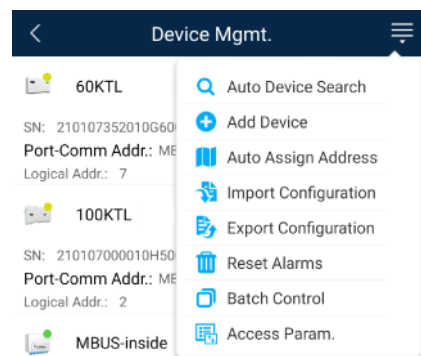 Device Mgmt.
60KTL
SN: 210107352010G60
Port-Comm Addr.: ME
Logical Addr.: 7
100KTL
SN: 210107000010H50
Port-Comm Addr.: ME
Logical Addr.: 2
MBUS-inside
Auto Device Search
Add Device
Auto Assign Address
Import Configuration
Export Configuration
Reset Alarms
Batch Control
Access Param.